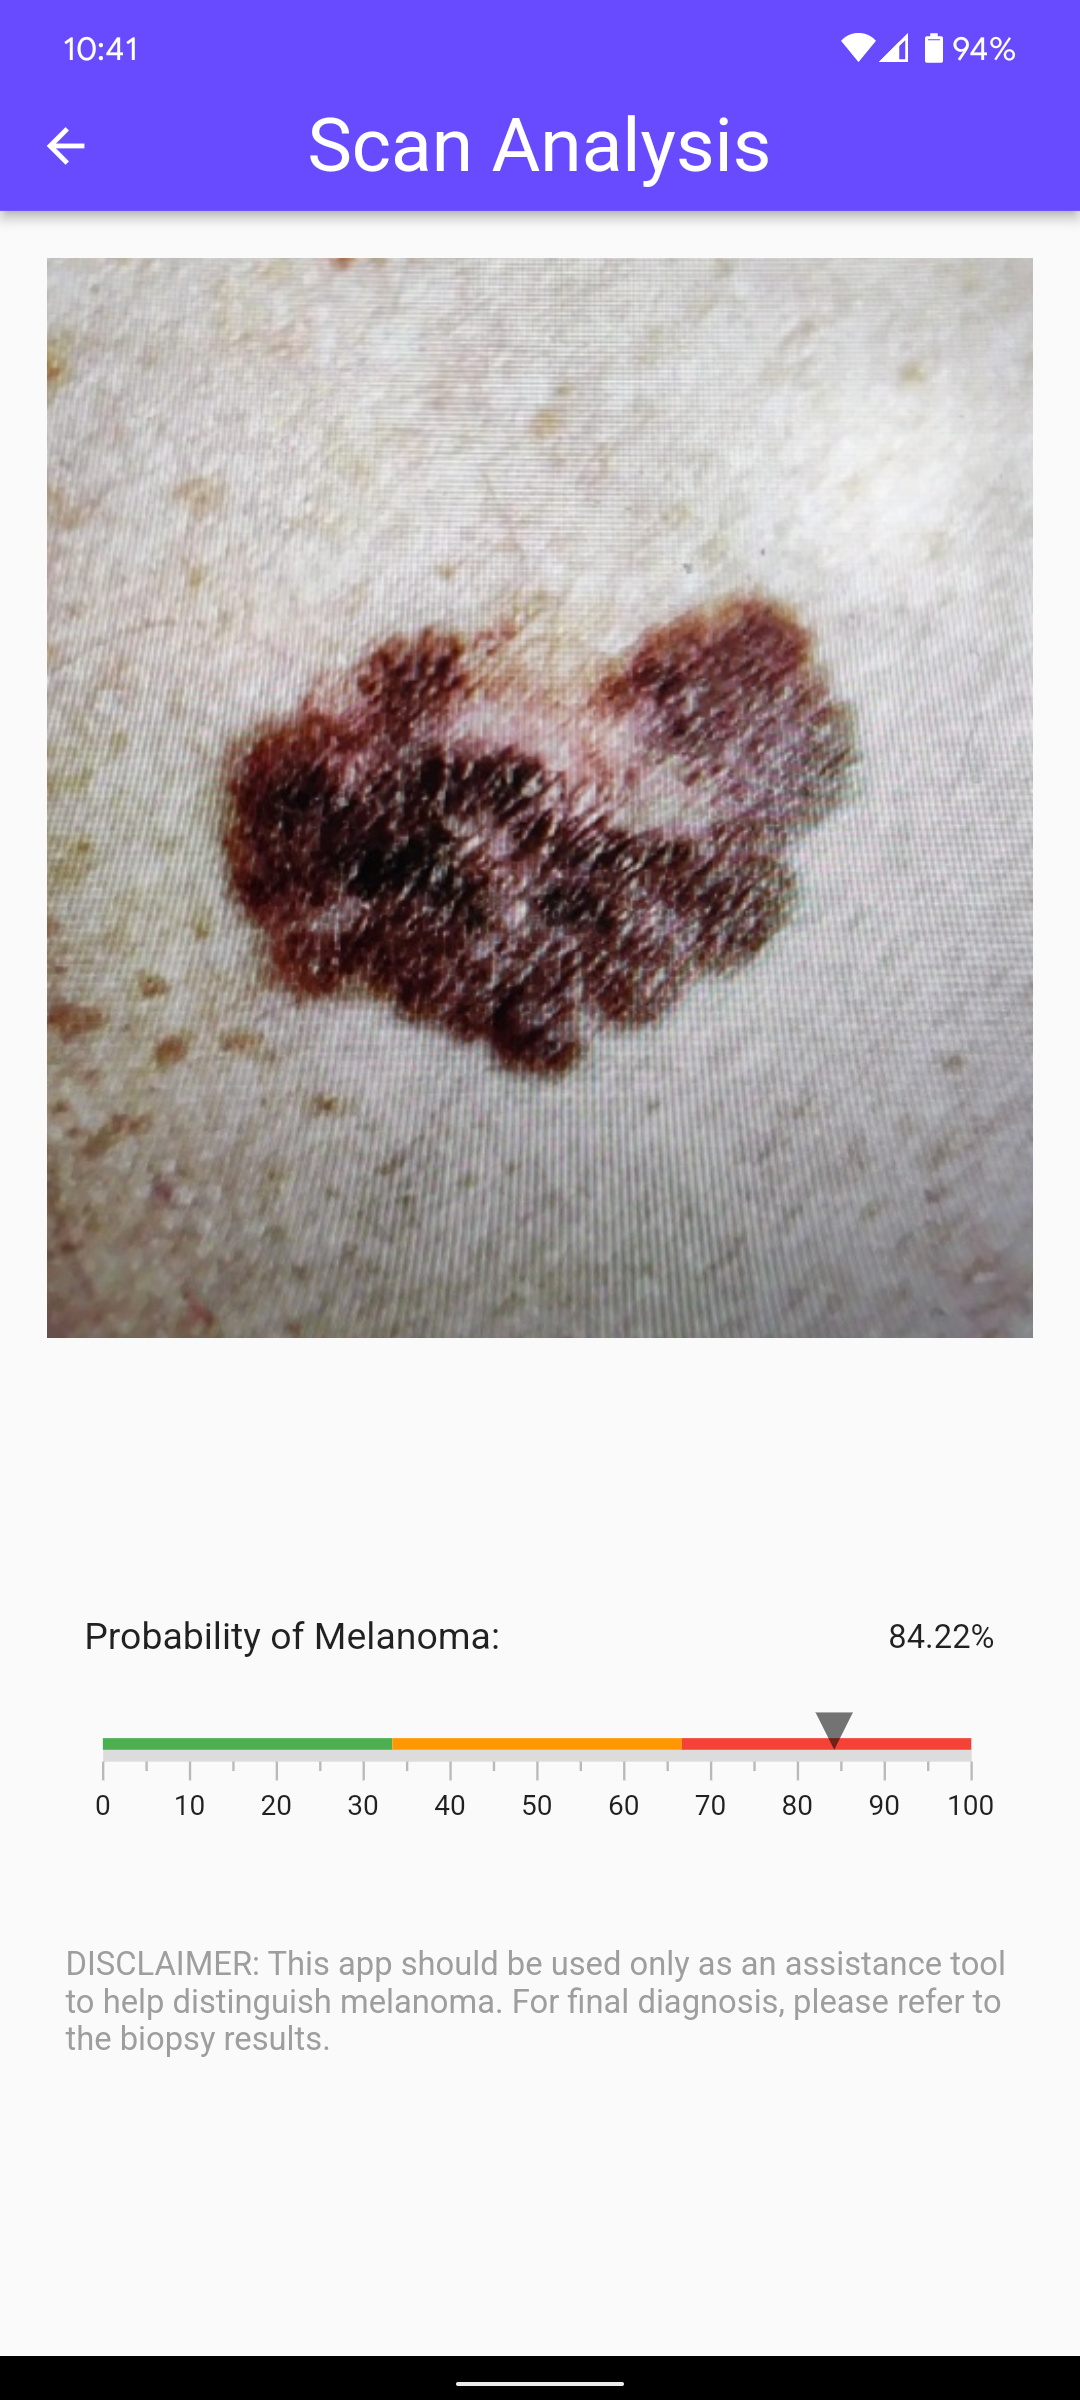 10:41
94%
Scan Analysis
Probability of Melanoma:
84.22%
0 10 20 30 40 50 60 70 80 90 100
DISCLAIMER: This app should be used only as an assistance tool
to help distinguish melanoma. For final diagnosis, please refer to
the biopsy results.